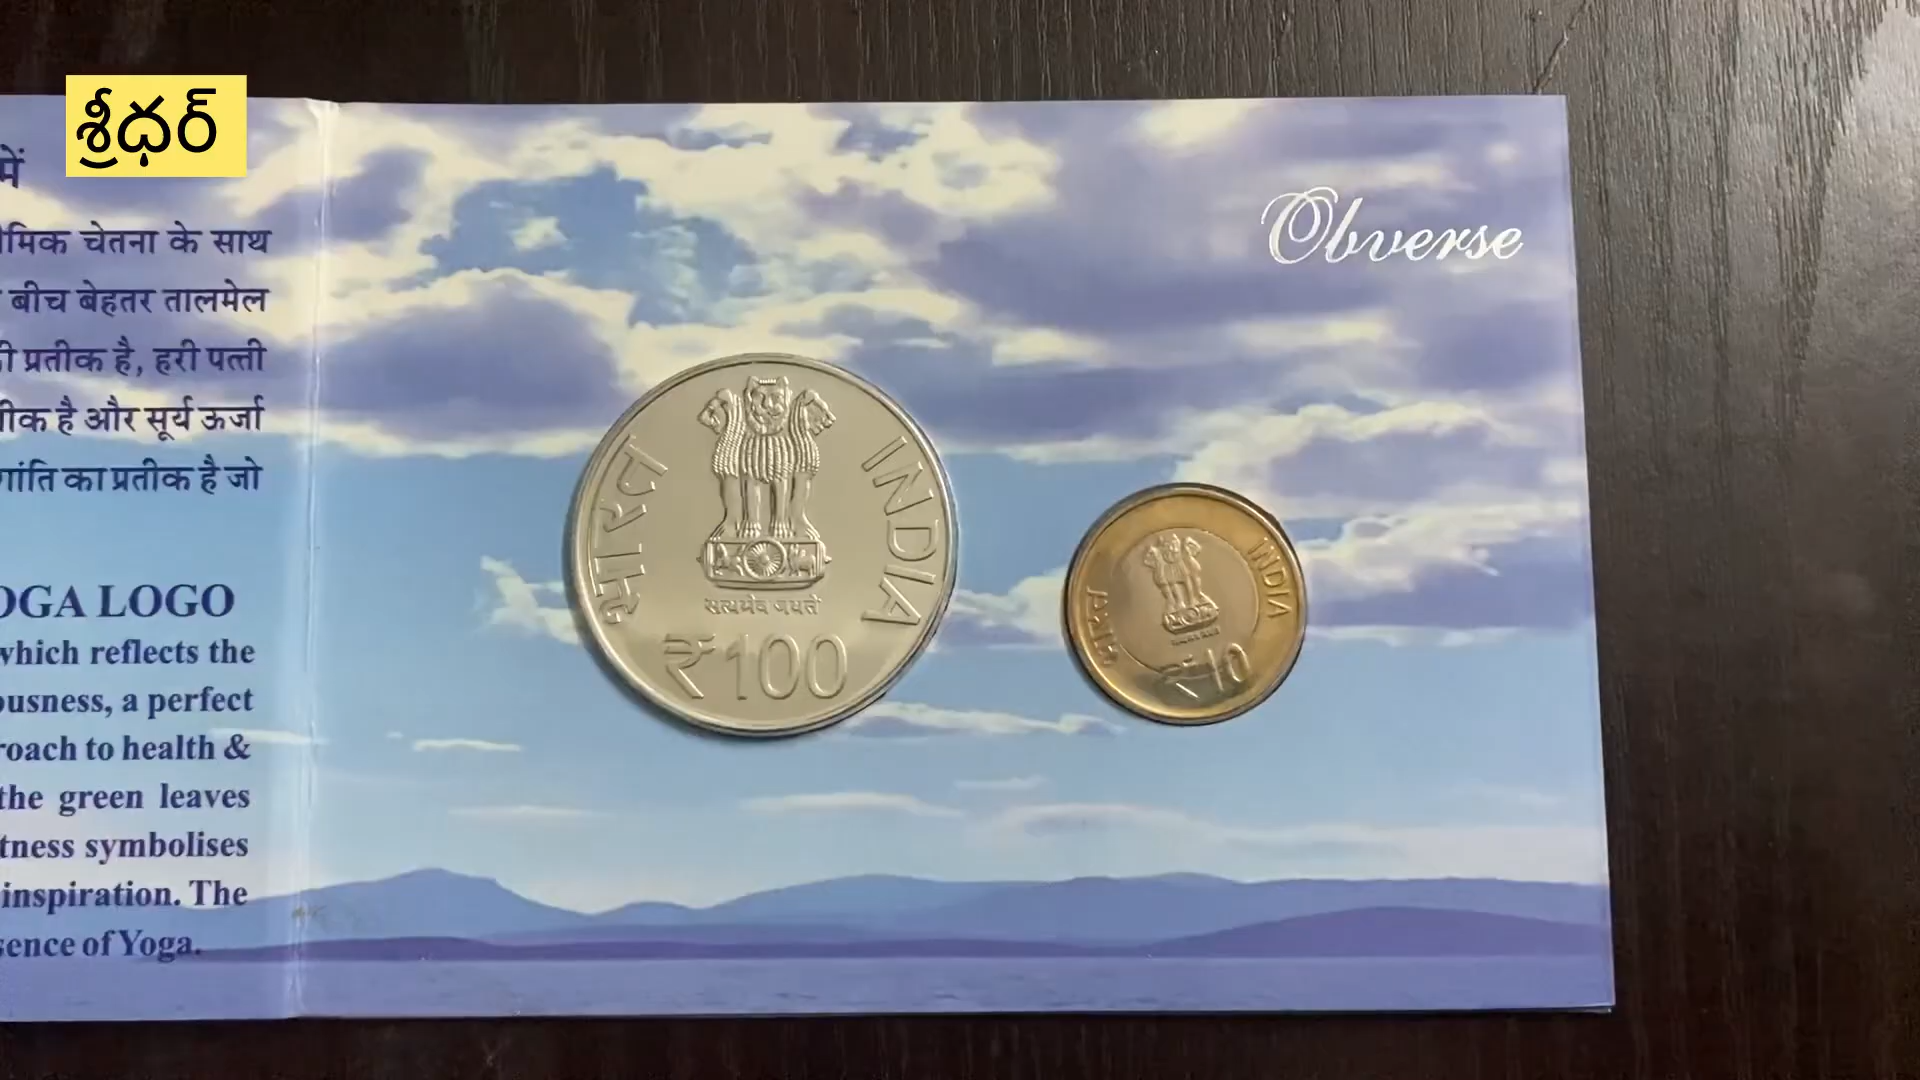 శ్రీధర్
में
चेतना के साथ
बीच बेहतर तालमेल
प्रतीक है, हरी पत्ती
है और सूर्य ऊर्जा
का प्रतीक है जो
OGA LOGO
which reflects the
ousness, a perfect
roach to health &
the green leaves
tness symbolises
inspiration. The
sence of Yoga.
Obverse
भारत
INDIA
सत्यमेव जयते
₹100
भारत
INDIA
₹10